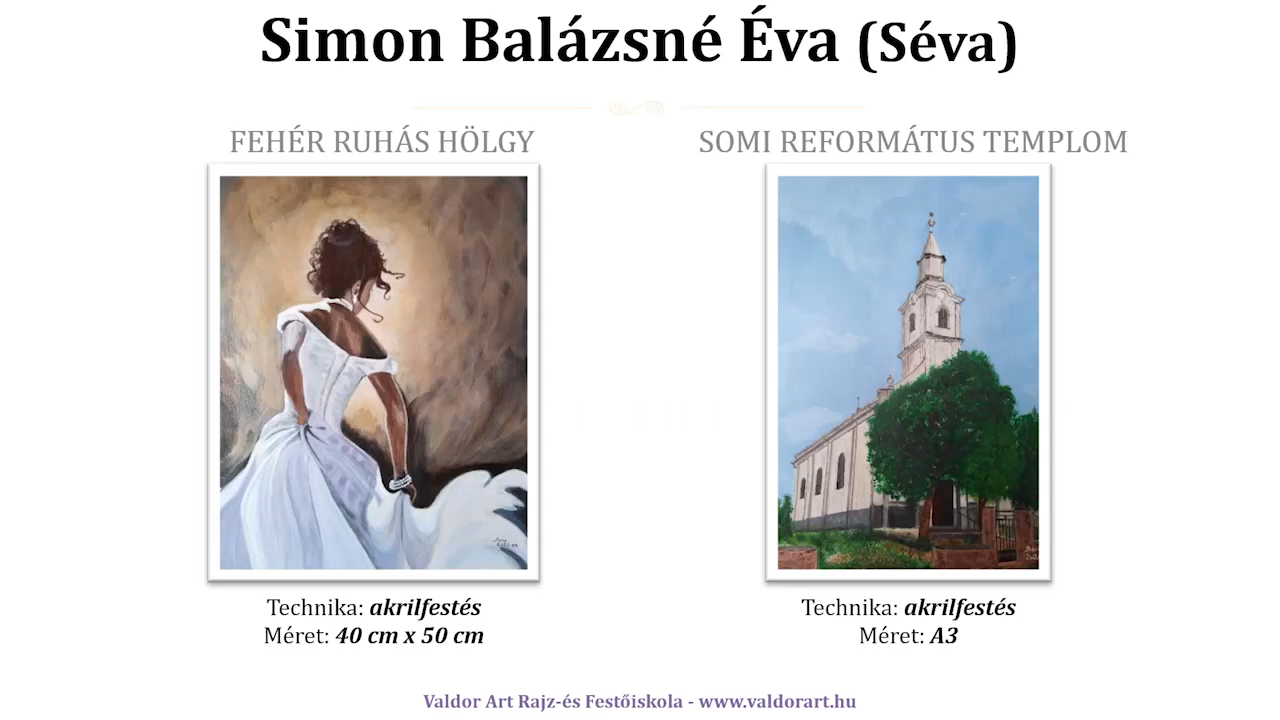 Simon Balázsné Éva (Séva)
FEHÉR RUHÁS HÖLGY
SOMI REFORMÁTUS TEMPLOM
Technika: akrilfestés
Méret: 40 cm x 50 cm
Technika: akrilfestés
Méret: A3
Valdor Art Rajz-és Festőiskola - www.valdorart.hu